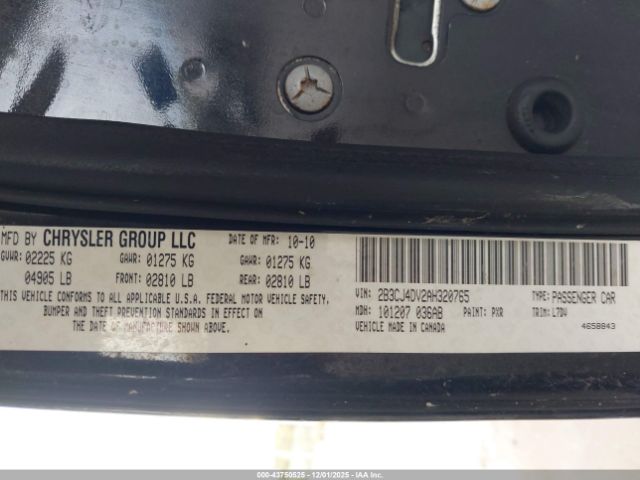 MFD BY CHRYSLER GROUP LLC DATE OF MFR: 10-10
GVWR: 02225 KG GAWR: 01275 KG GAWR: 01275 KG
04905 LB FRONT: 02810 LB REAR: 02810 LB
THIS VEHICLE CONFORMS TO ALL APPLICABLE U.S.A. FEDERAL MOTOR VEHICLE SAFETY,
BUMPER AND THEFT PREVENTION STANDARDS IN EFFECT ON
THE DATE OF MANUFACTURE SHOWN ABOVE.
VIN: 2B3CJ4DV2AH320765 TYPE: PASSENGER CAR
MDH: 101207 036AB PAINT: PXR TRIM: L7DV
VEHICLE MADE IN CANADA 4658843
000-43750525 - 12/01/2025 - IAAI.com